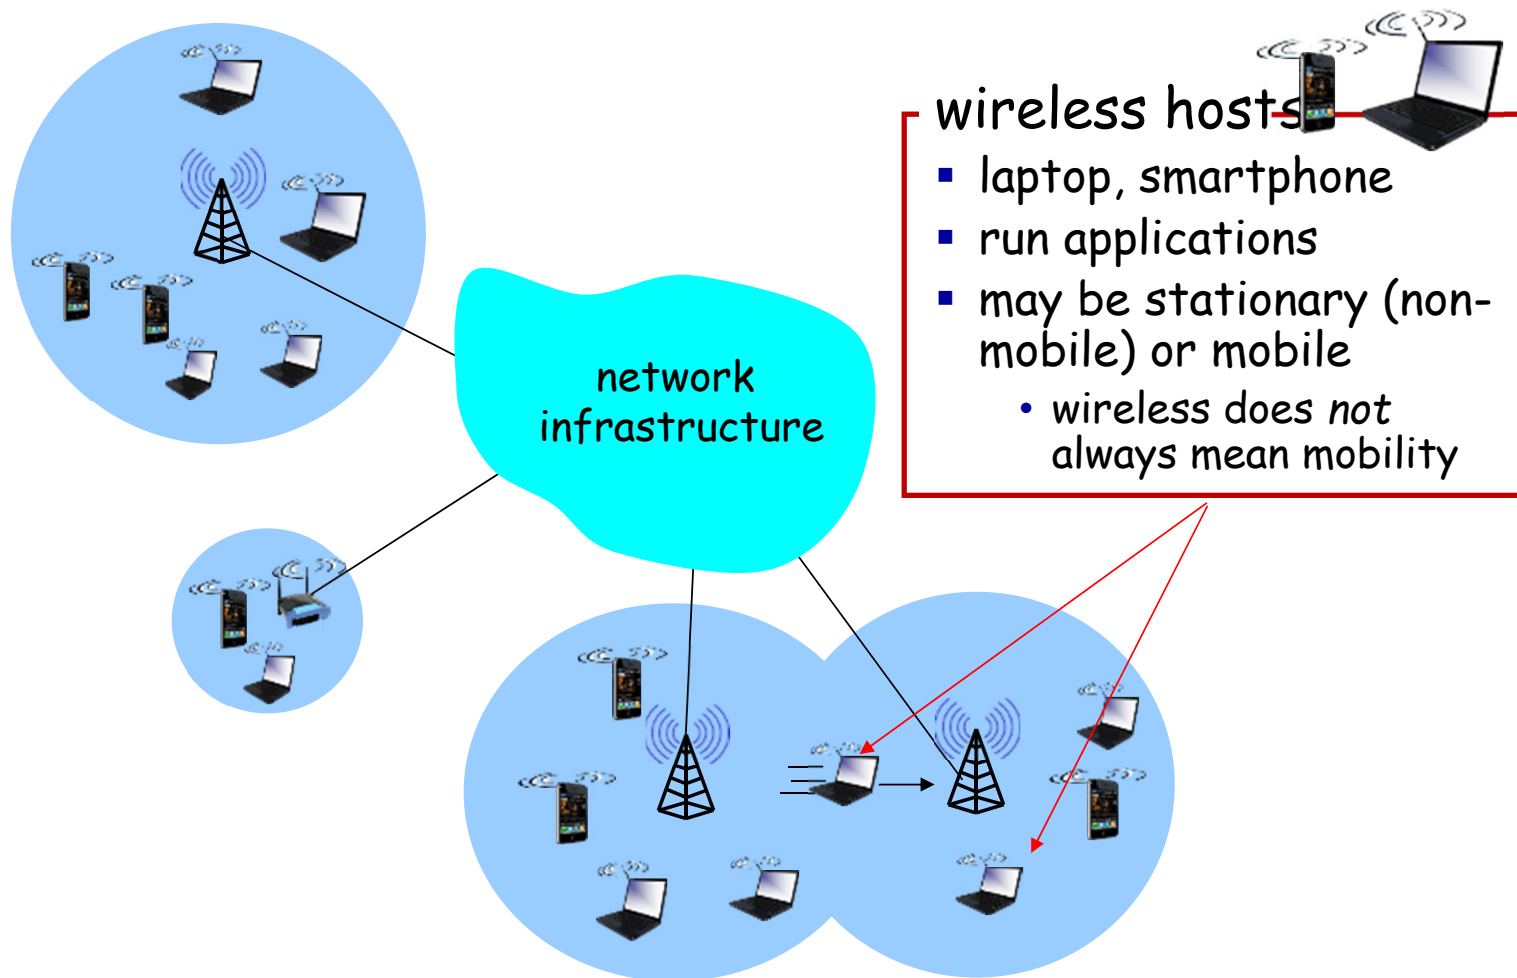 wireless hosts
▪ laptop, smartphone
▪ run applications
▪ may be stationary (non-
mobile) or mobile
• wireless does not
always mean mobility
network
infrastructure